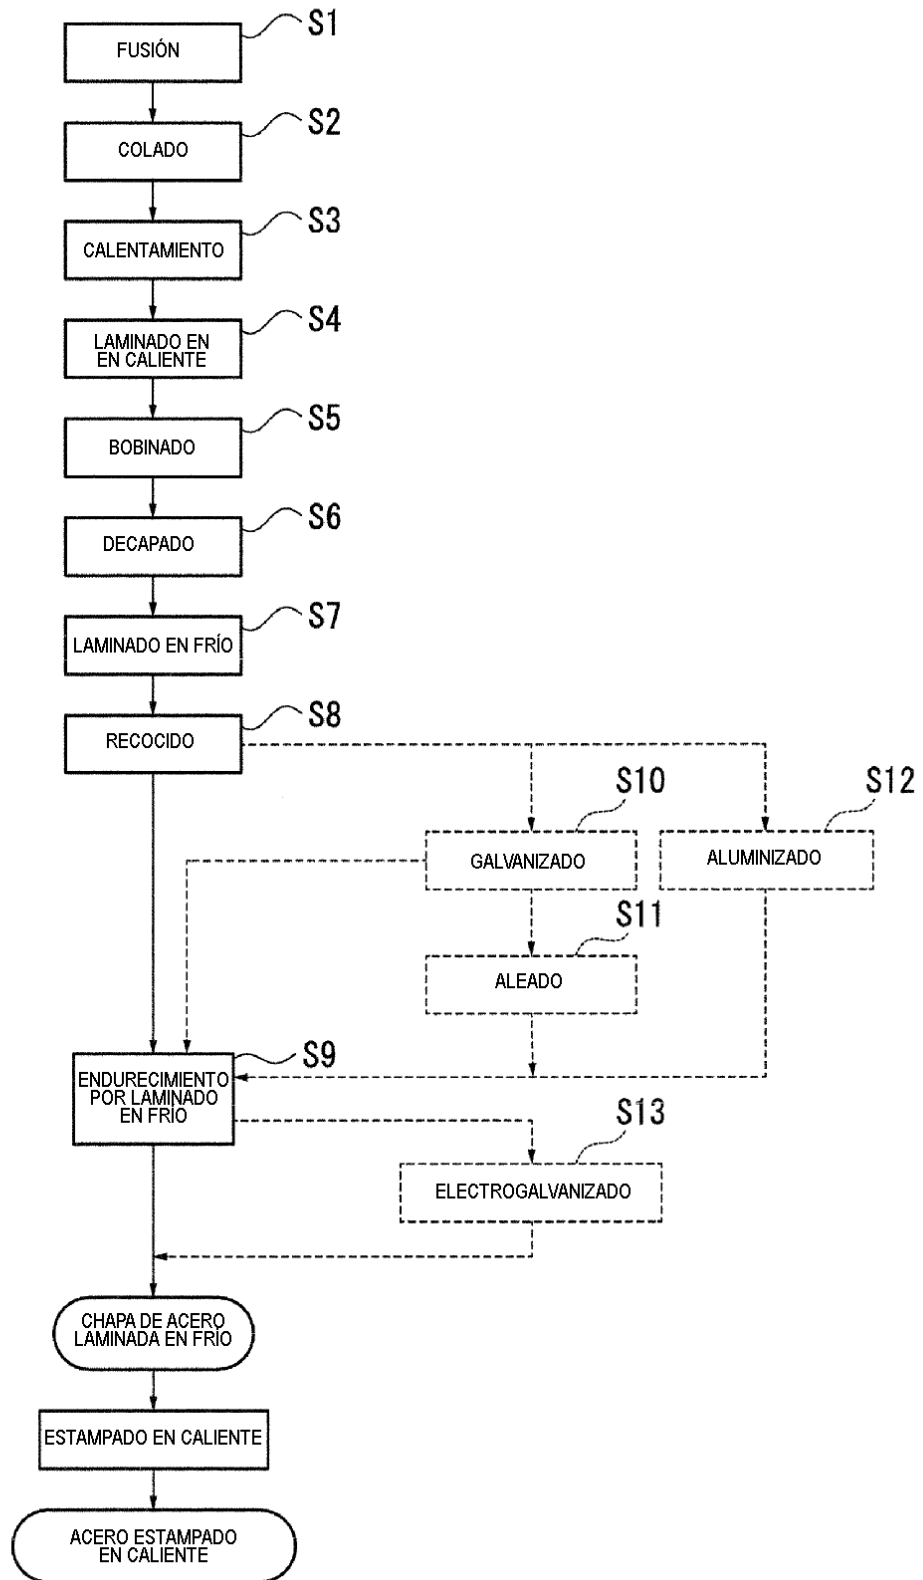 S1
FUSIÓN
S2
COLADO
S3
CALENTAMIENTO
S4
LAMINADO EN
EN CALIENTE
S5
BOBINADO
S6
DECAPADO
S7
LAMINADO EN FRÍO
S8
RECOCIDO
S10
GALVANIZADO
S12
ALUMINIZADO
S11
ALEADO
S9
ENDURECIMIENTO
POR LAMINADO
EN FRÍO
S13
ELECTROGALVANIZADO
CHAPA DE ACERO
LAMINADA EN FRÍO
ESTAMPADO EN CALIENTE
ACERO ESTAMPADO
EN CALIENTE